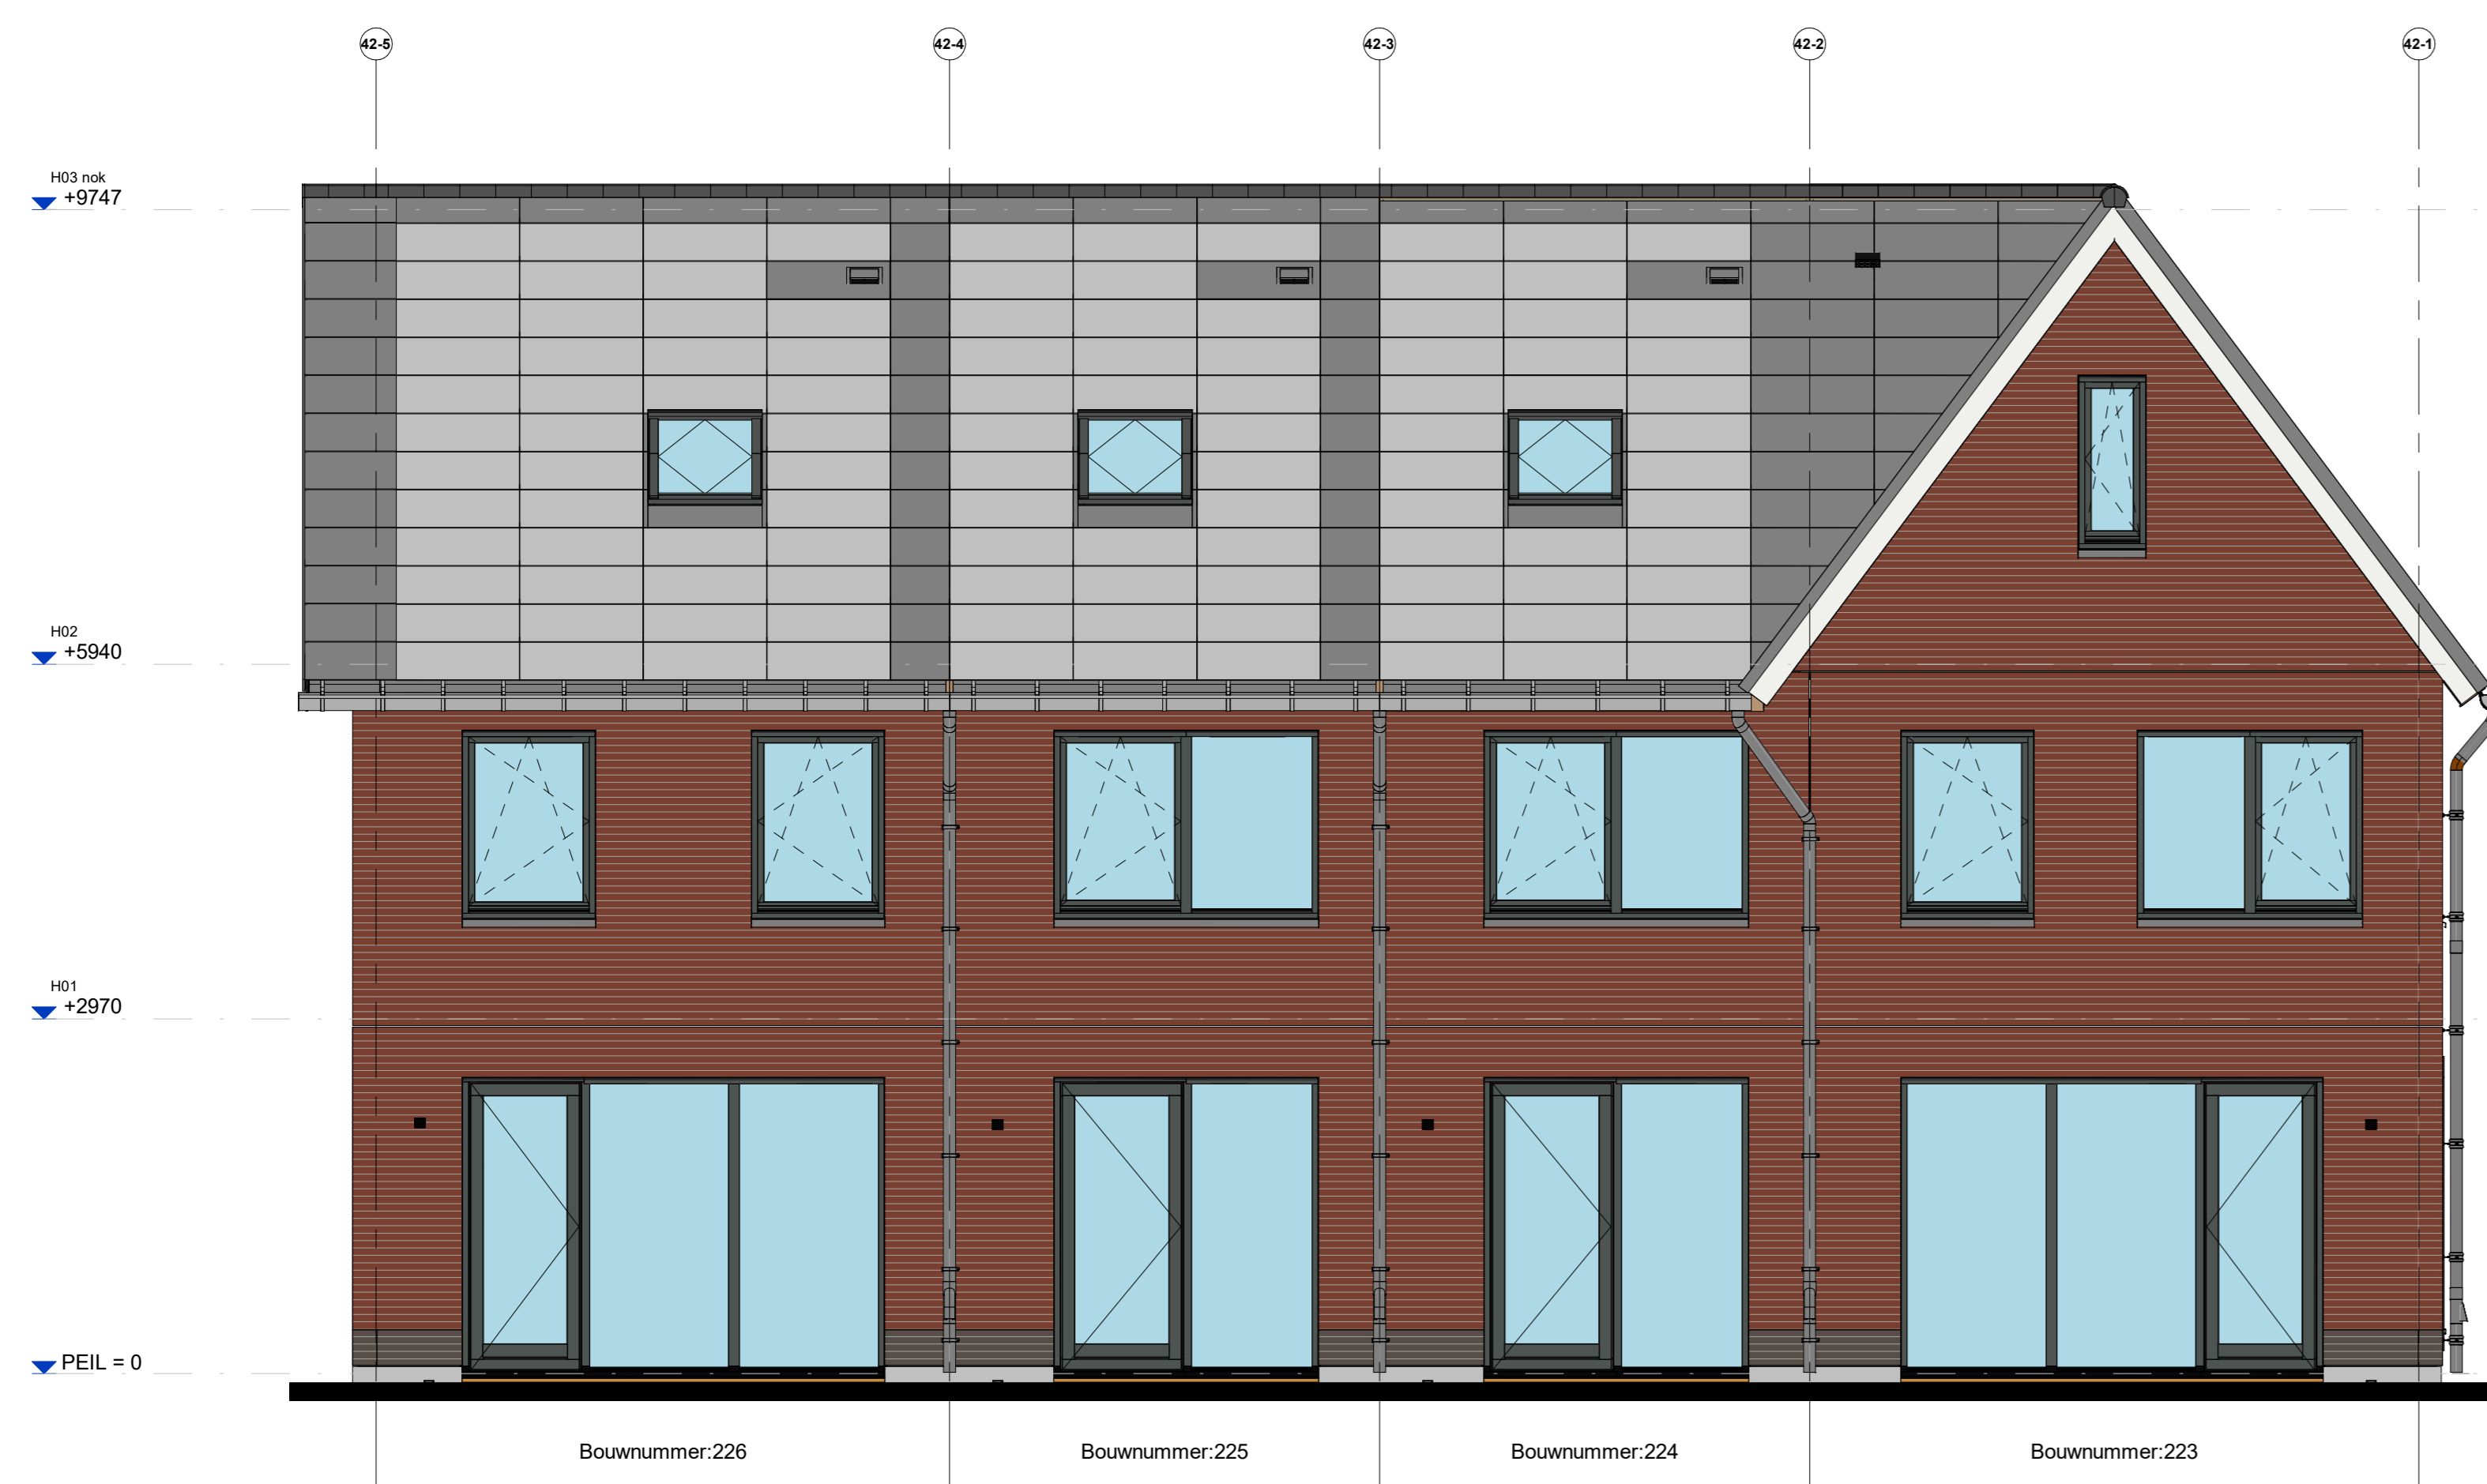 42-5 42-4 42-3 42-2 42-1
H03 nok
+9747
H02
+5940
H01
+2970
PEIL = 0
Bouwnummer:226 Bouwnummer:225 Bouwnummer:224 Bouwnummer:223